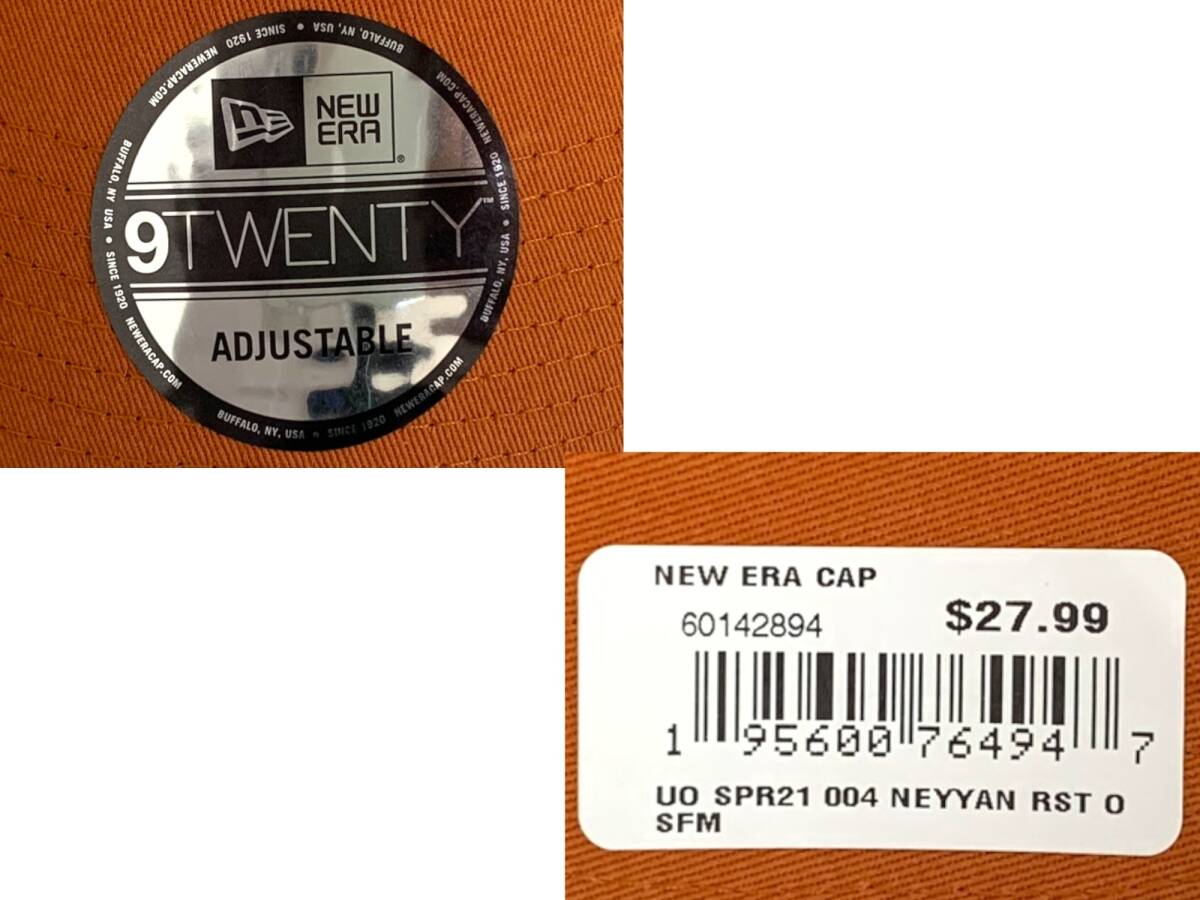 NEW
ERA
®
9TWENTY™
ADJUSTABLE
BUFFALO, NY, USA • SINCE 1920 NEWERACAP.COM
BUFFALO, NY, USA • SINCE 1920 NEWERACAP.COM
BUFFALO, NY, USA • SINCE 1920 NEWERACAP.COM
BUFFALO, NY USA • SINCE 1920 NEWERACAP.COM
NEW ERA CAP
60142894 $27.99
1 95600 76494 7
UO SPR21 004 NEYYAN RST O
SFM